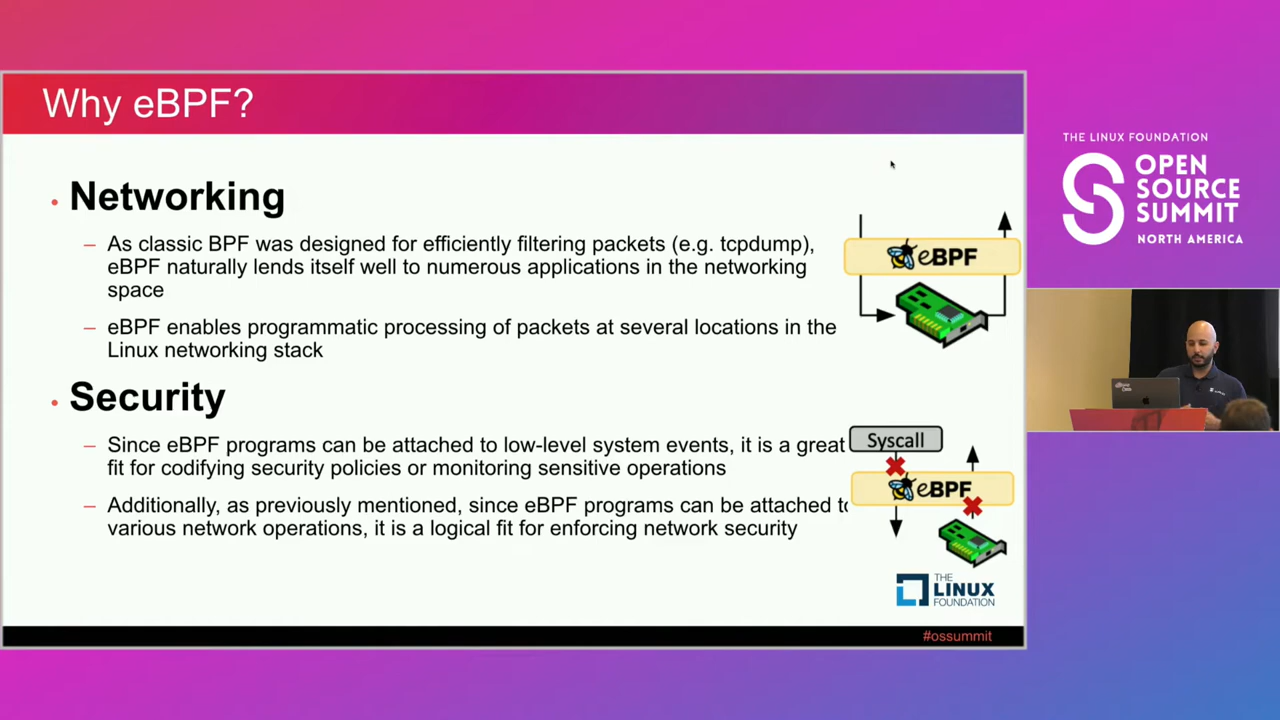 Why eBPF?
Networking
– As classic BPF was designed for efficiently filtering packets (e.g. tcpdump),
eBPF naturally lends itself well to numerous applications in the networking
space
– eBPF enables programmatic processing of packets at several locations in the
Linux networking stack
eBPF
Security
– Since eBPF programs can be attached to low-level system events, it is a great
fit for codifying security policies or monitoring sensitive operations
– Additionally, as previously mentioned, since eBPF programs can be attached to
various network operations, it is a logical fit for enforcing network security
Syscall
eBPF
THE
LINUX
FOUNDATION
#ossummit
THE LINUX FOUNDATION
OPEN
SOURCE
SUMMIT
NORTH AMERICA